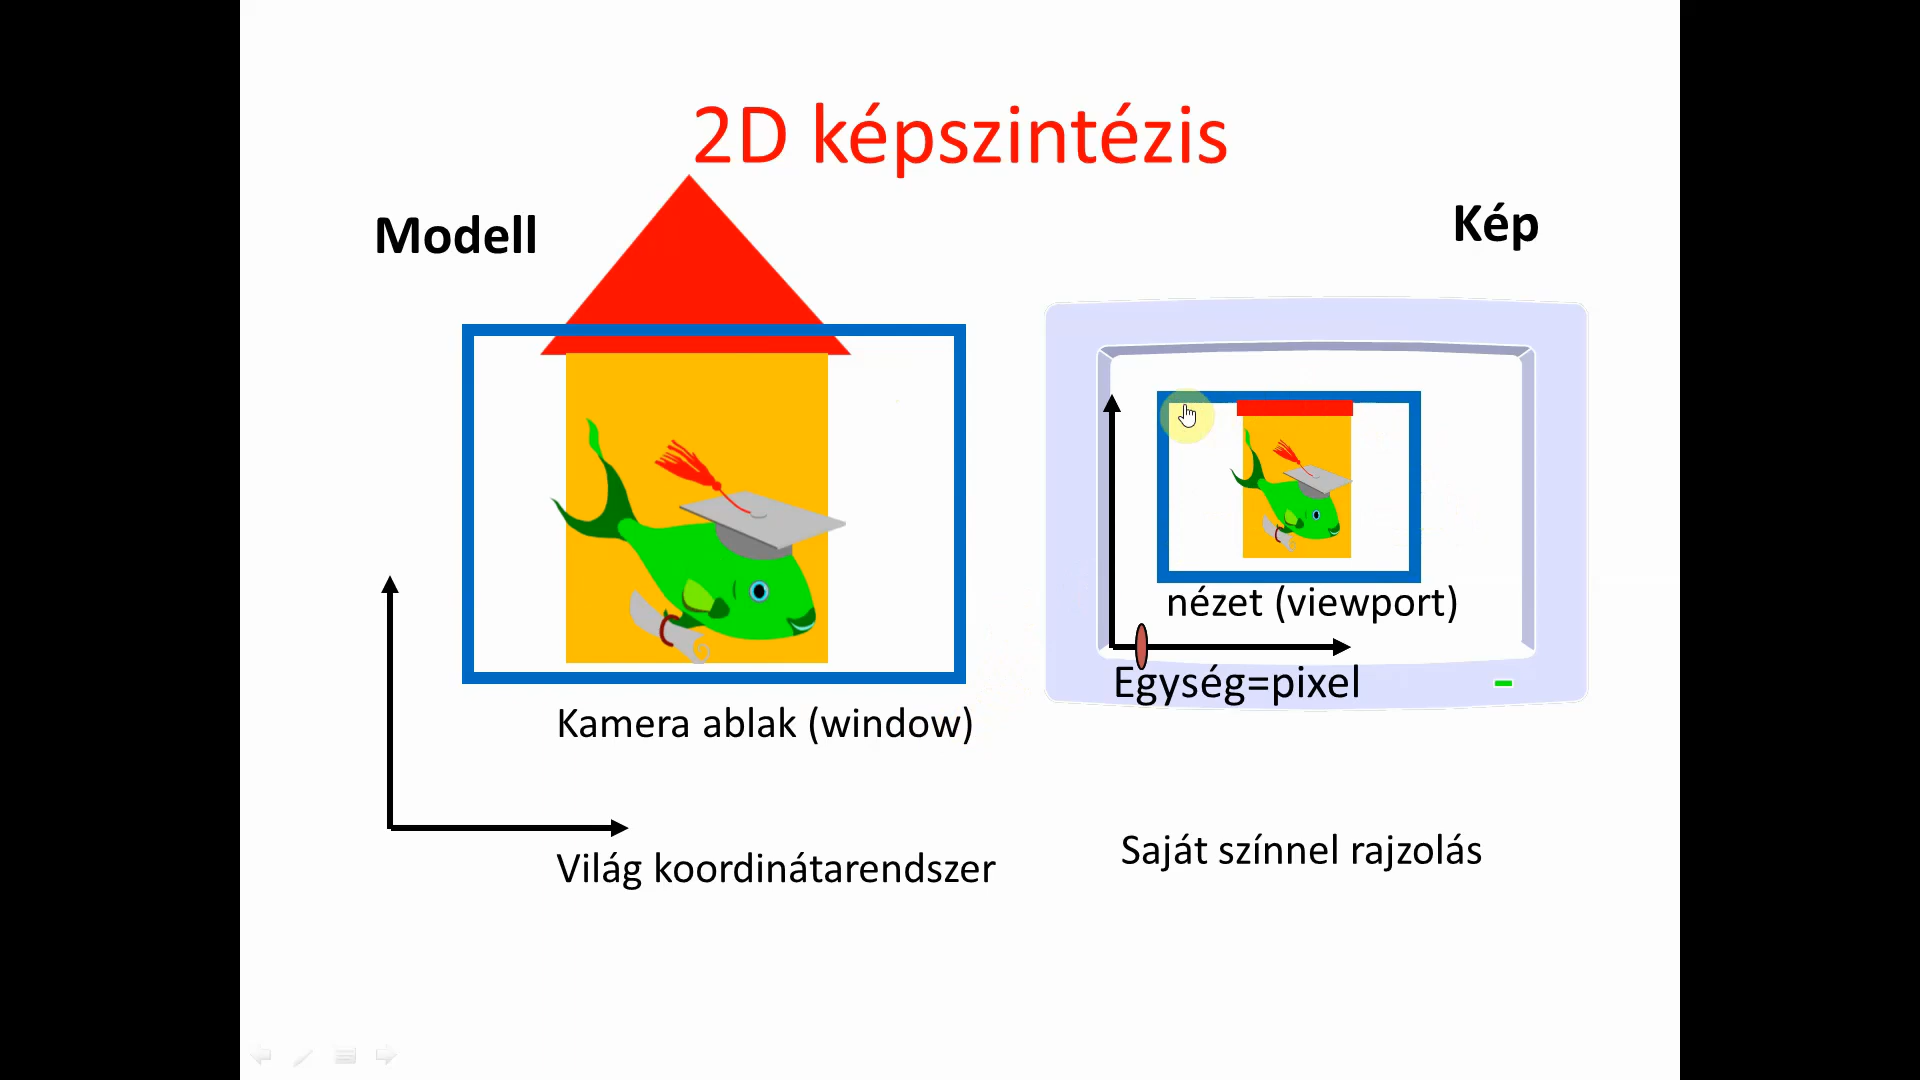 2D képszintézis
Modell
Kép
nézet (viewport)
Egység=pixel
Kamera ablak (window)
Világ koordinátarendszer
Saját színnel rajzolás